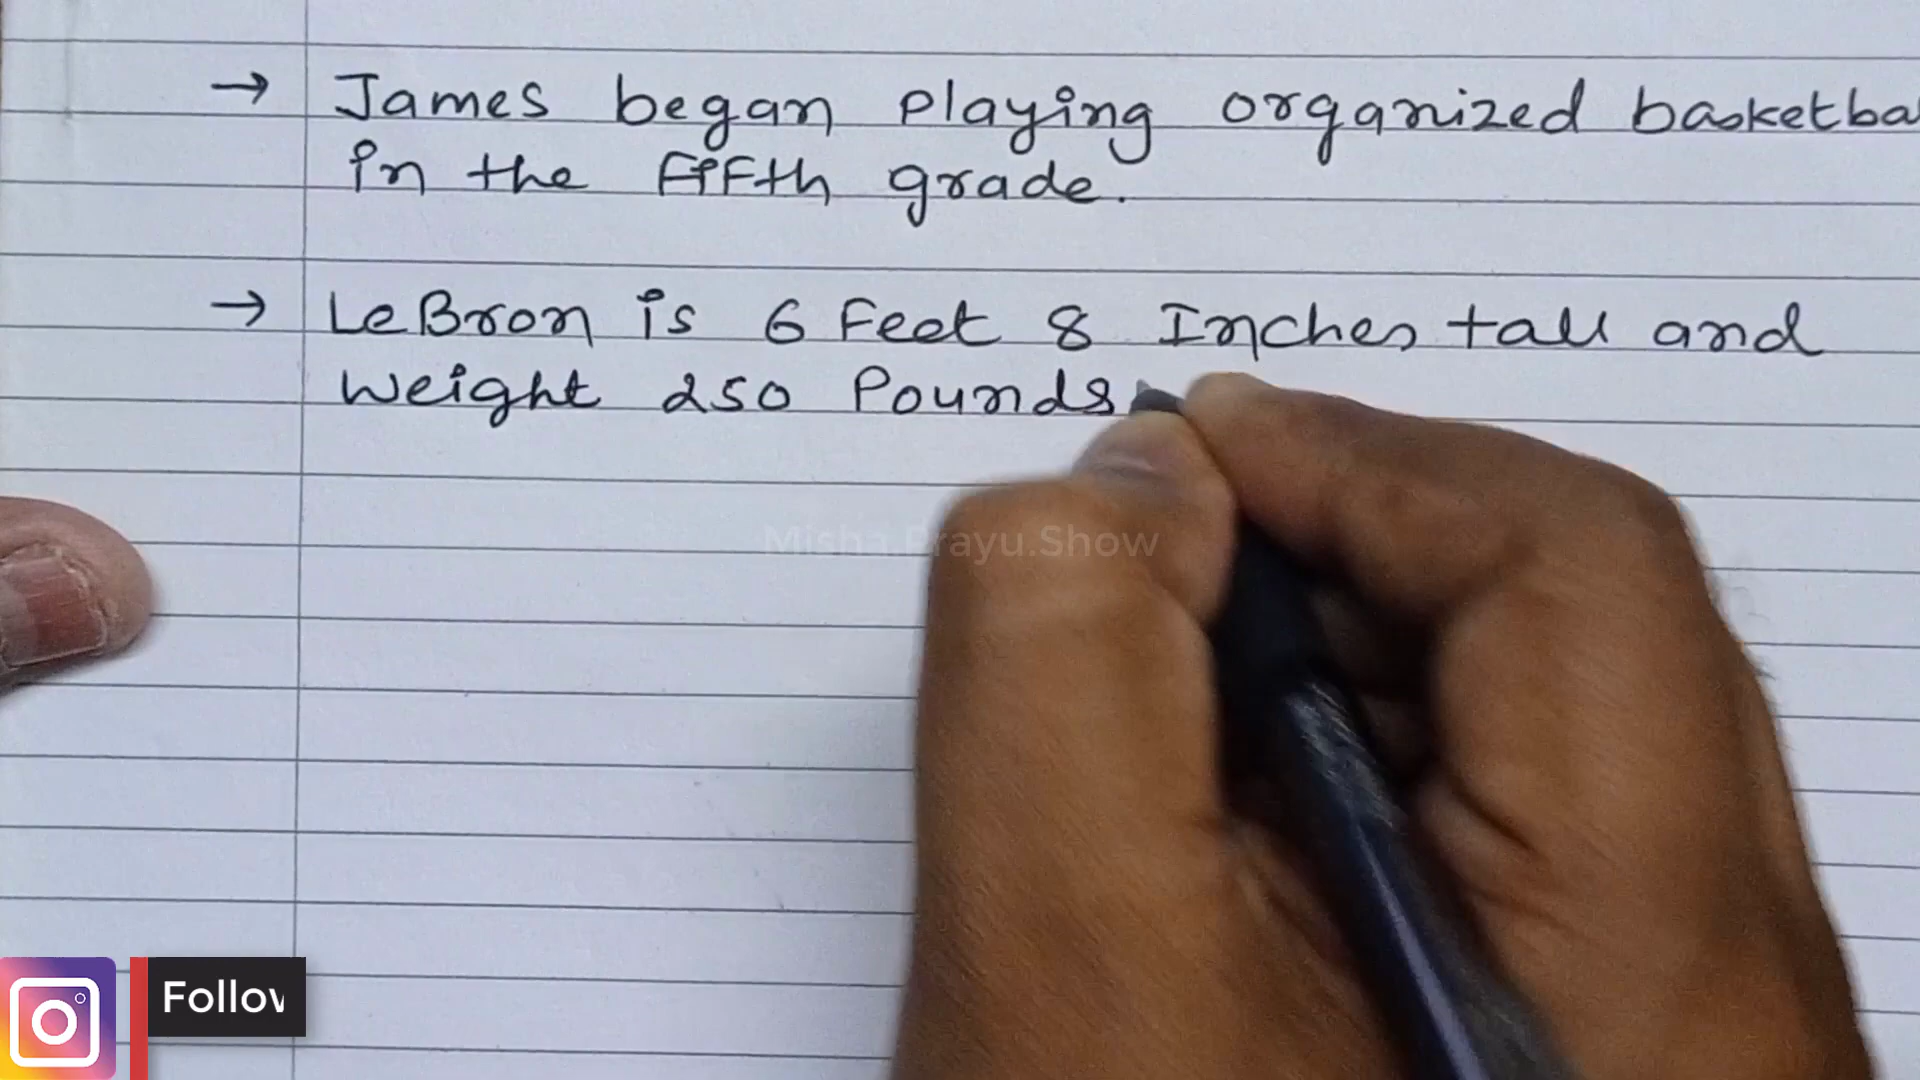 → James began playing organized basketba
in the fifth grade.
→ LeBron is 6 Feet 8 Inches tall and
Weight 250 Pounds
Misha.Prayu.Show
Follow